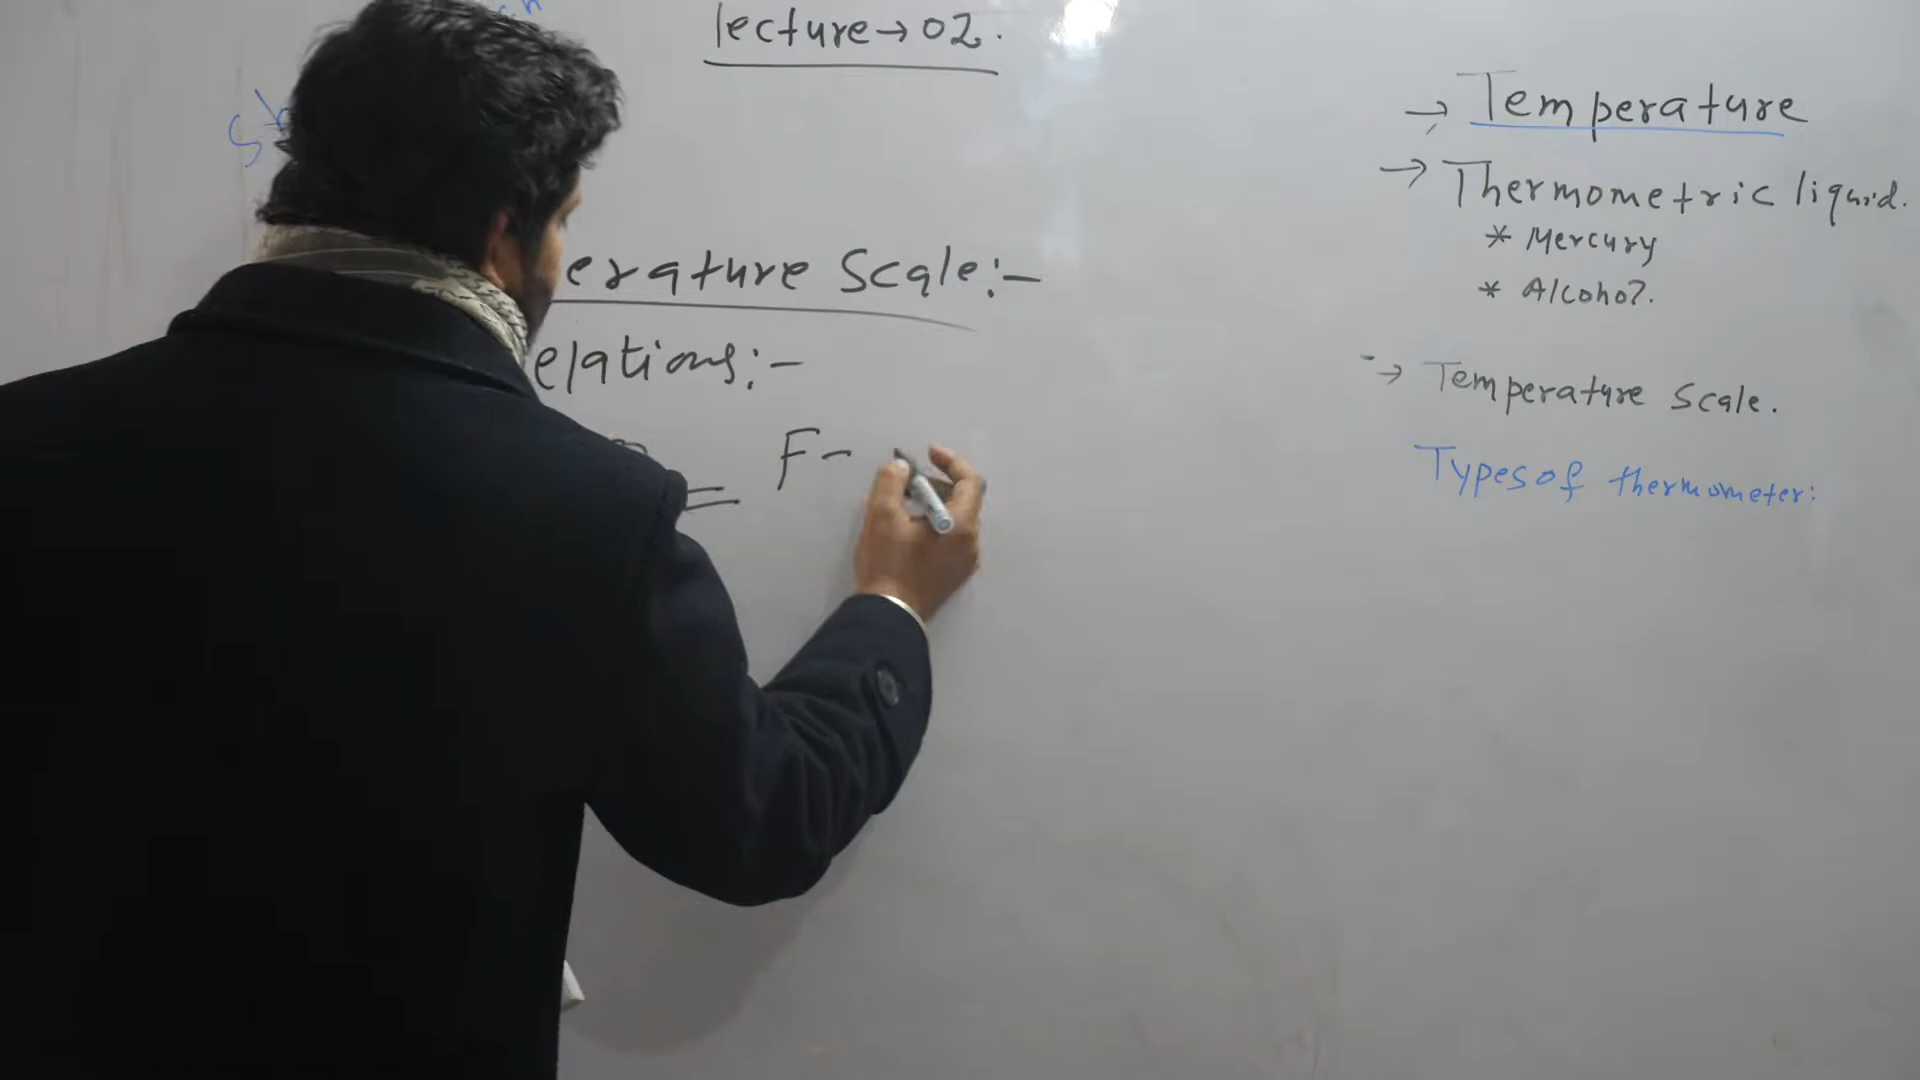 lecture → 02.
erature Scale:-
elations:-
= F-
→ Temperature
→ Thermometric liquid.
* Mercury
* Alcohol.
→ Temperature Scale.
Types of thermometer: